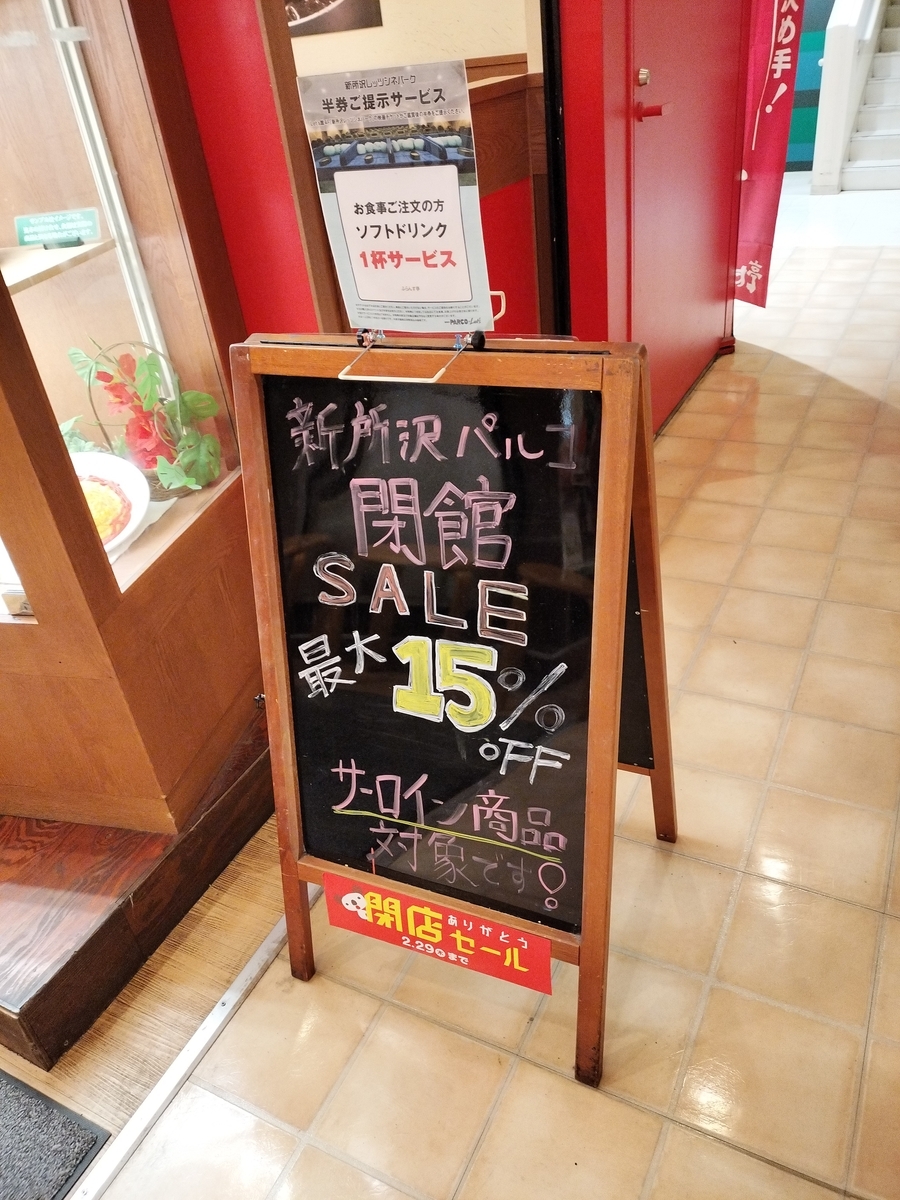 決め手!
新所沢レッツシネパーク
半券ご提示サービス
お食事ご注文の方
ソフトドリンク
1杯サービス
PARCO
新所沢パルコ
閉館
SALE
最大15%
OFF
サーロイン商品
対象です!
閉店ありがとうセール
2.29まで